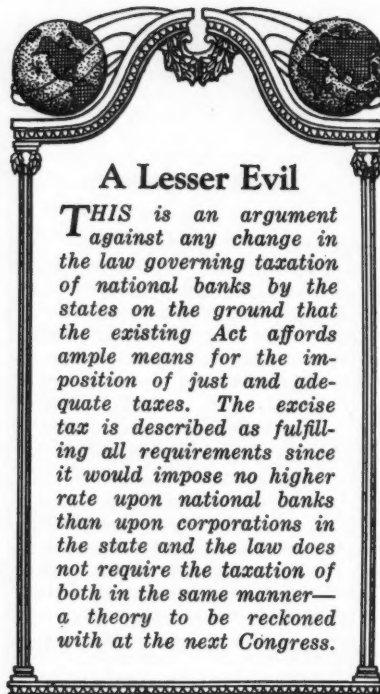 A Lesser Evil
THIS is an argument
against any change in
the law governing taxation
of national banks by the
states on the ground that
the existing Act affords
ample means for the im-
position of just and ade-
quate taxes. The excise
tax is described as fulfill-
ing all requirements since
it would impose no higher
rate upon national banks
than upon corporations in
the state and the law does
not require the taxation of
both in the same manner—
a theory to be reckoned
with at the next Congress.